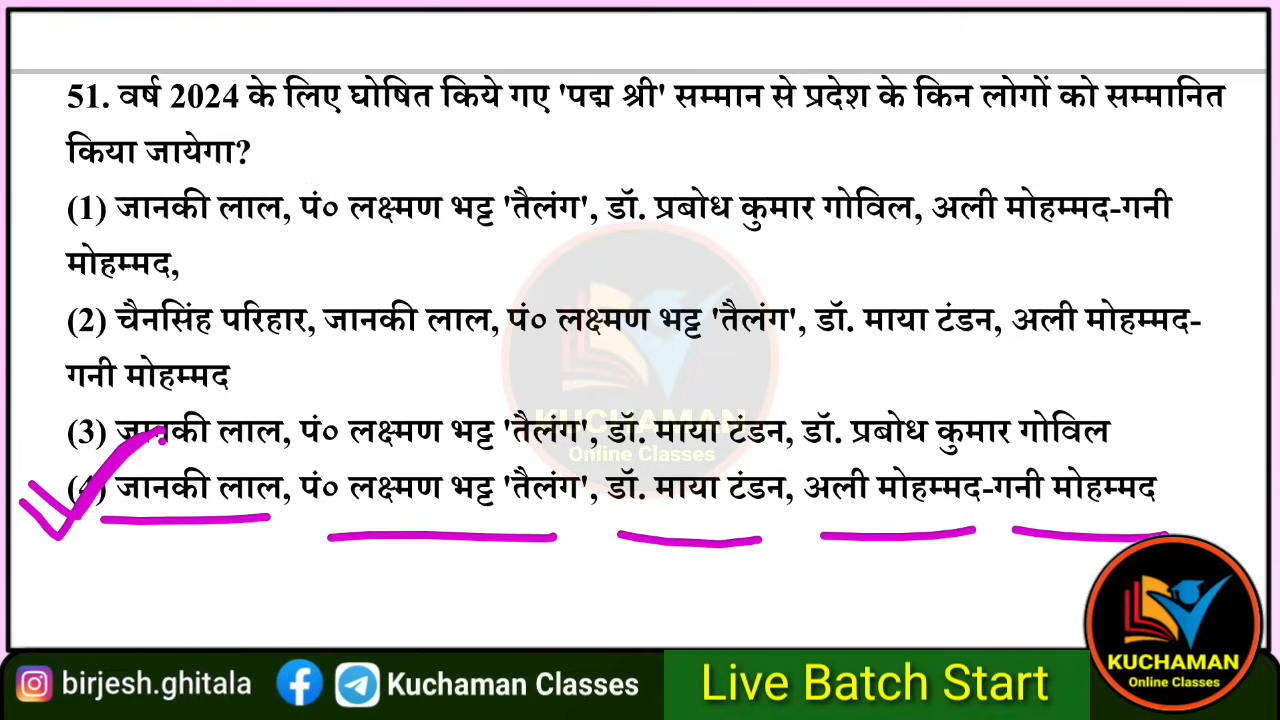 51. वर्ष 2024 के लिए घोषित किये गए 'पद्म श्री' सम्मान से प्रदेश के किन लोगों को सम्मानित
किया जायेगा?
(1) जानकी लाल, पं० लक्ष्मण भट्ट 'तैलंग', डॉ. प्रबोध कुमार गोविल, अली मोहम्मद-गनी
मोहम्मद,
(2) चैनसिंह परिहार, जानकी लाल, पं० लक्ष्मण भट्ट 'तैलंग', डॉ. माया टंडन, अली मोहम्मद-
गनी मोहम्मद
(3) जानकी लाल, पं० लक्ष्मण भट्ट 'तैलंग', डॉ. माया टंडन, डॉ. प्रबोध कुमार गोविल
(4) जानकी लाल, पं० लक्ष्मण भट्ट 'तैलंग', डॉ. माया टंडन, अली मोहम्मद-गनी मोहम्मद
KUCHAMAN
Online Classes
birjesh.ghitala
Kuchaman Classes
Live Batch Start
KUCHAMAN
Online Classes